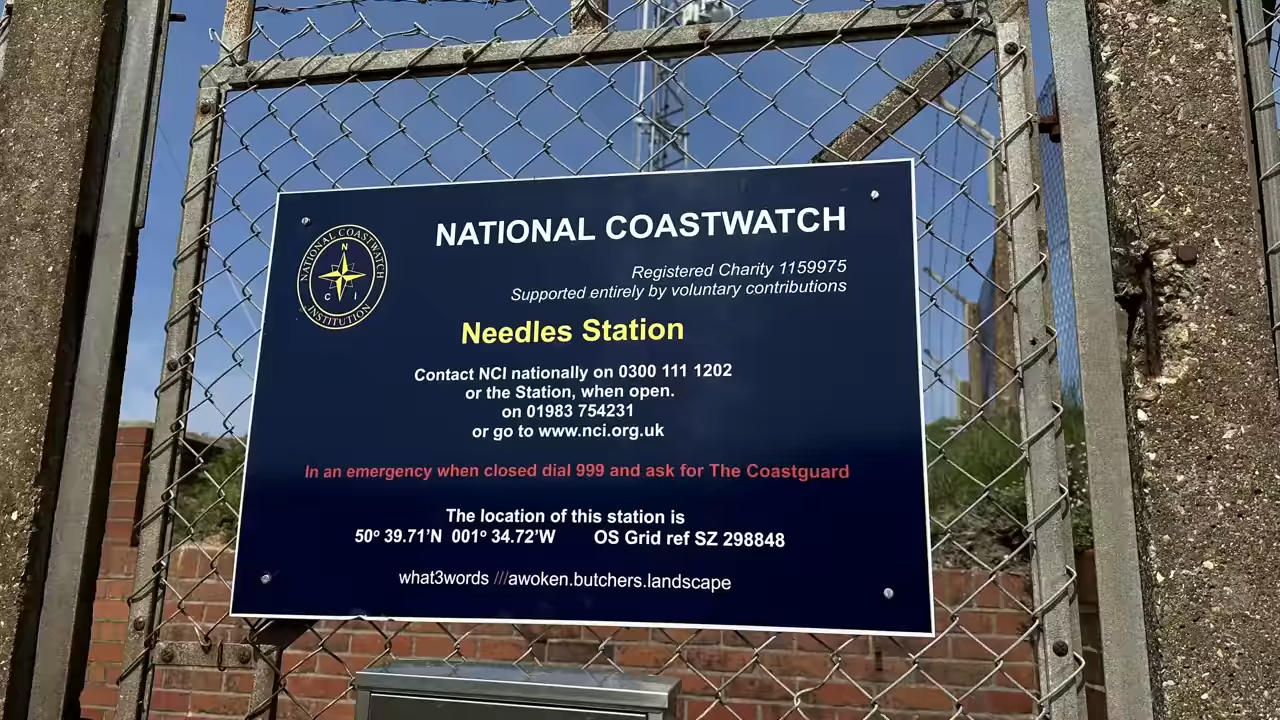 NATIONAL COASTWATCH
INSTITUTION
N
C I
NATIONAL COASTWATCH
Registered Charity 1159975
Supported entirely by voluntary contributions
Needles Station
Contact NCI nationally on 0300 111 1202
or the Station, when open.
on 01983 754231
or go to www.nci.org.uk
In an emergency when closed dial 999 and ask for The Coastguard
The location of this station is
50º 39.71’N 001º 34.72’W OS Grid ref SZ 298848
what3words ///awoken.butchers.landscape